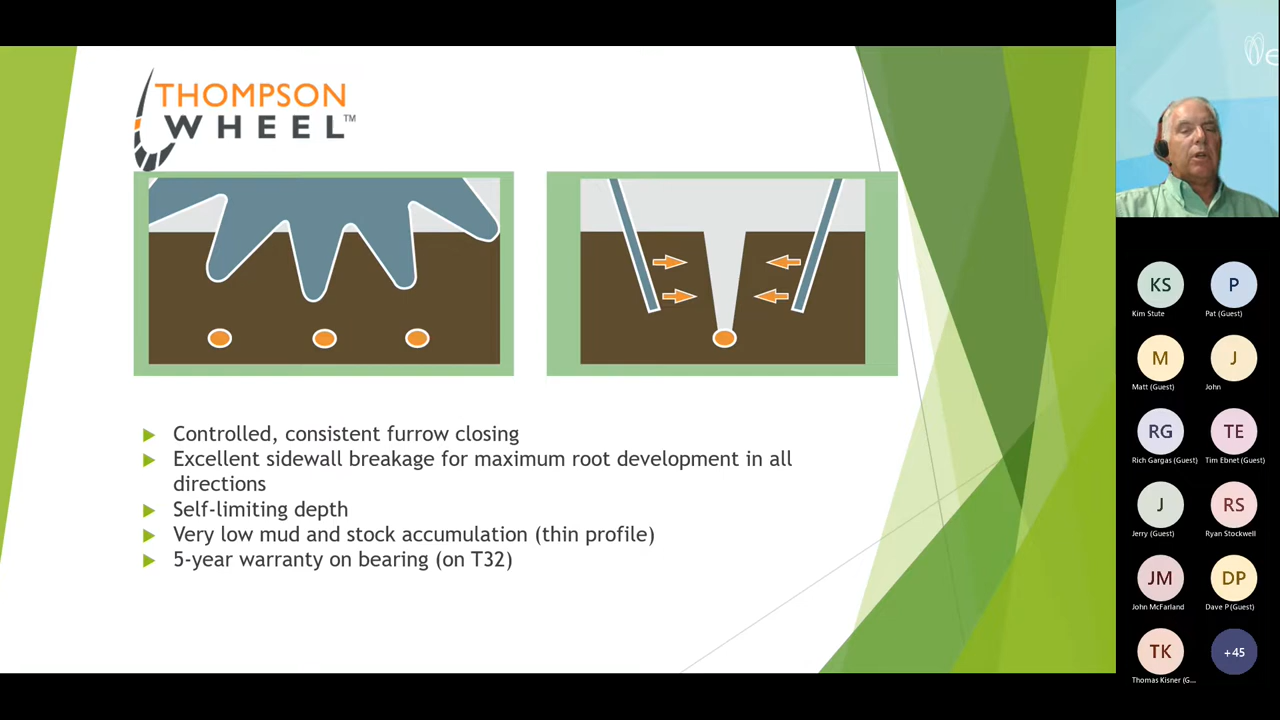 THOMPSON
WHEEL™
Controlled, consistent furrow closing
Excellent sidewall breakage for maximum root development in all
directions
Self-limiting depth
Very low mud and stock accumulation (thin profile)
5-year warranty on bearing (on T32)
KS
Kim Stute
P
Pat (Guest)
M
Matt (Guest)
J
John
RG
Rich Gargas (Guest)
TE
Tim Ebnet (Guest)
J
Jerry (Guest)
RS
Ryan Stockwell
JM
John McFarland
DP
Dave P (Guest)
TK
Thomas Kisner (G...
+45